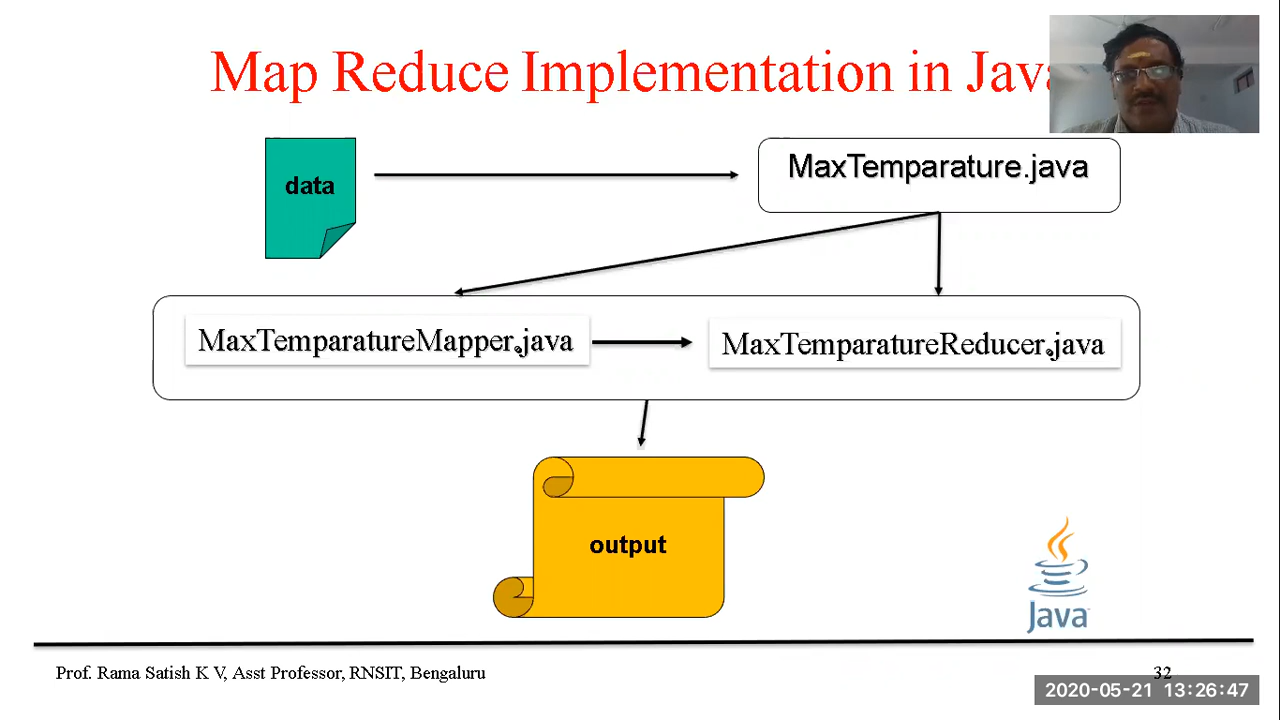 Map Reduce Implementation in Java
data
MaxTemparature.java
MaxTemparatureMapper.java
MaxTemparatureReducer.java
output
Java
Prof. Rama Satish K V, Asst Professor, RNSIT, Bengaluru
32
2020-05-21 13:26:47